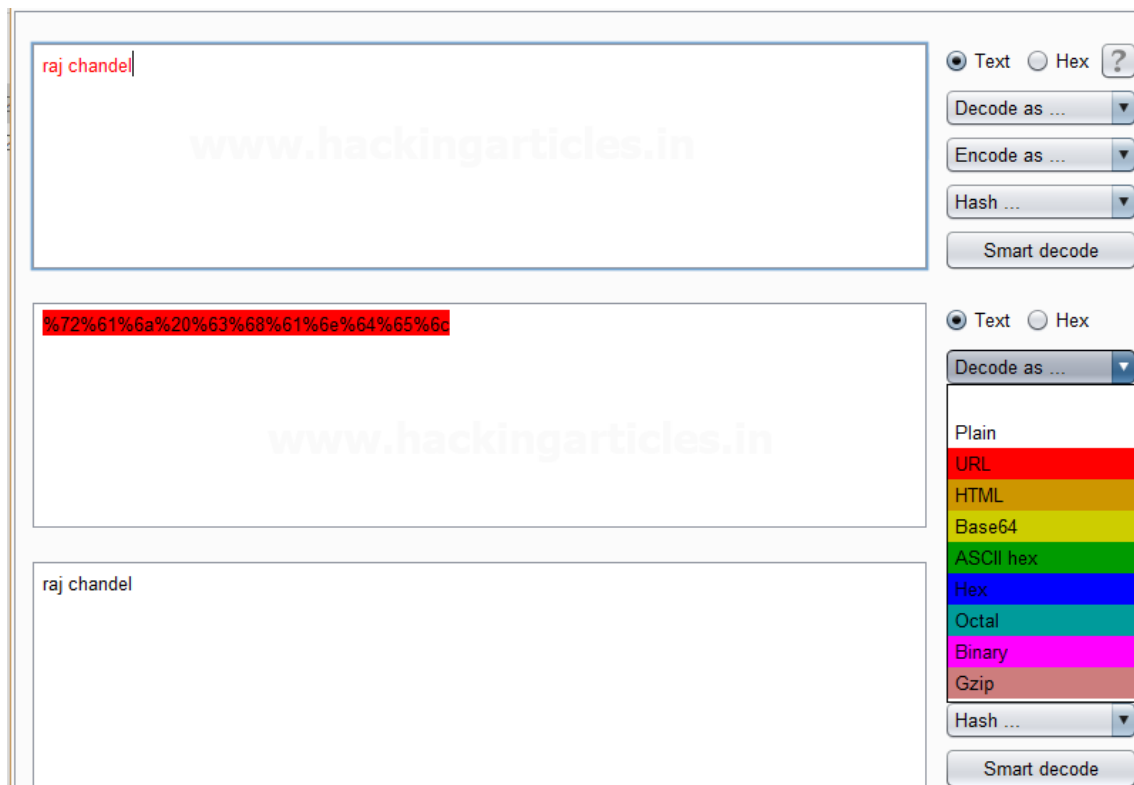 raj chandel
www.hackingarticles.in
Text Hex ?
Decode as ...
Encode as ...
Hash ...
Smart decode
%72%61%6a%20%63%68%61%6e%64%65%6c
www.hackingarticles.in
Text Hex
Decode as ...
Plain
URL
HTML
Base64
ASCII hex
Hex
Octal
Binary
Gzip
raj chandel
Hash ...
Smart decode